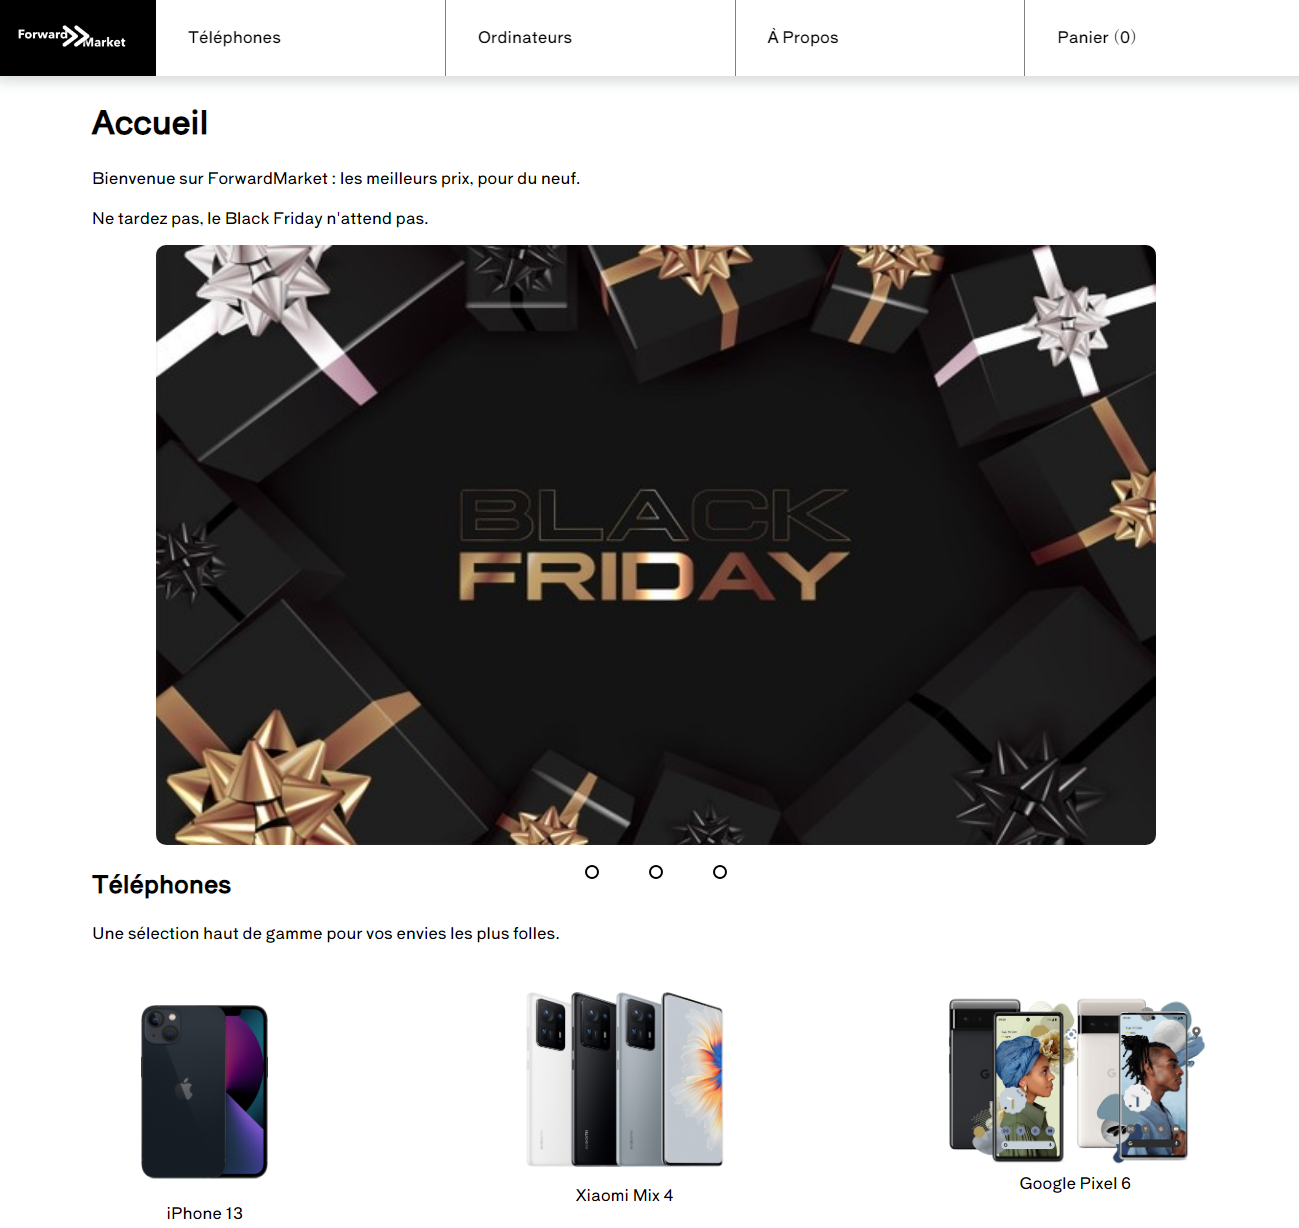 Forward Market
Téléphones
Ordinateurs
À Propos
Panier (0)
Accueil
Bienvenue sur ForwardMarket : les meilleurs prix, pour du neuf.
Ne tardez pas, le Black Friday n'attend pas.
BLACK
FRIDAY
Téléphones
Une sélection haut de gamme pour vos envies les plus folles.
iPhone 13
Xiaomi Mix 4
Google Pixel 6